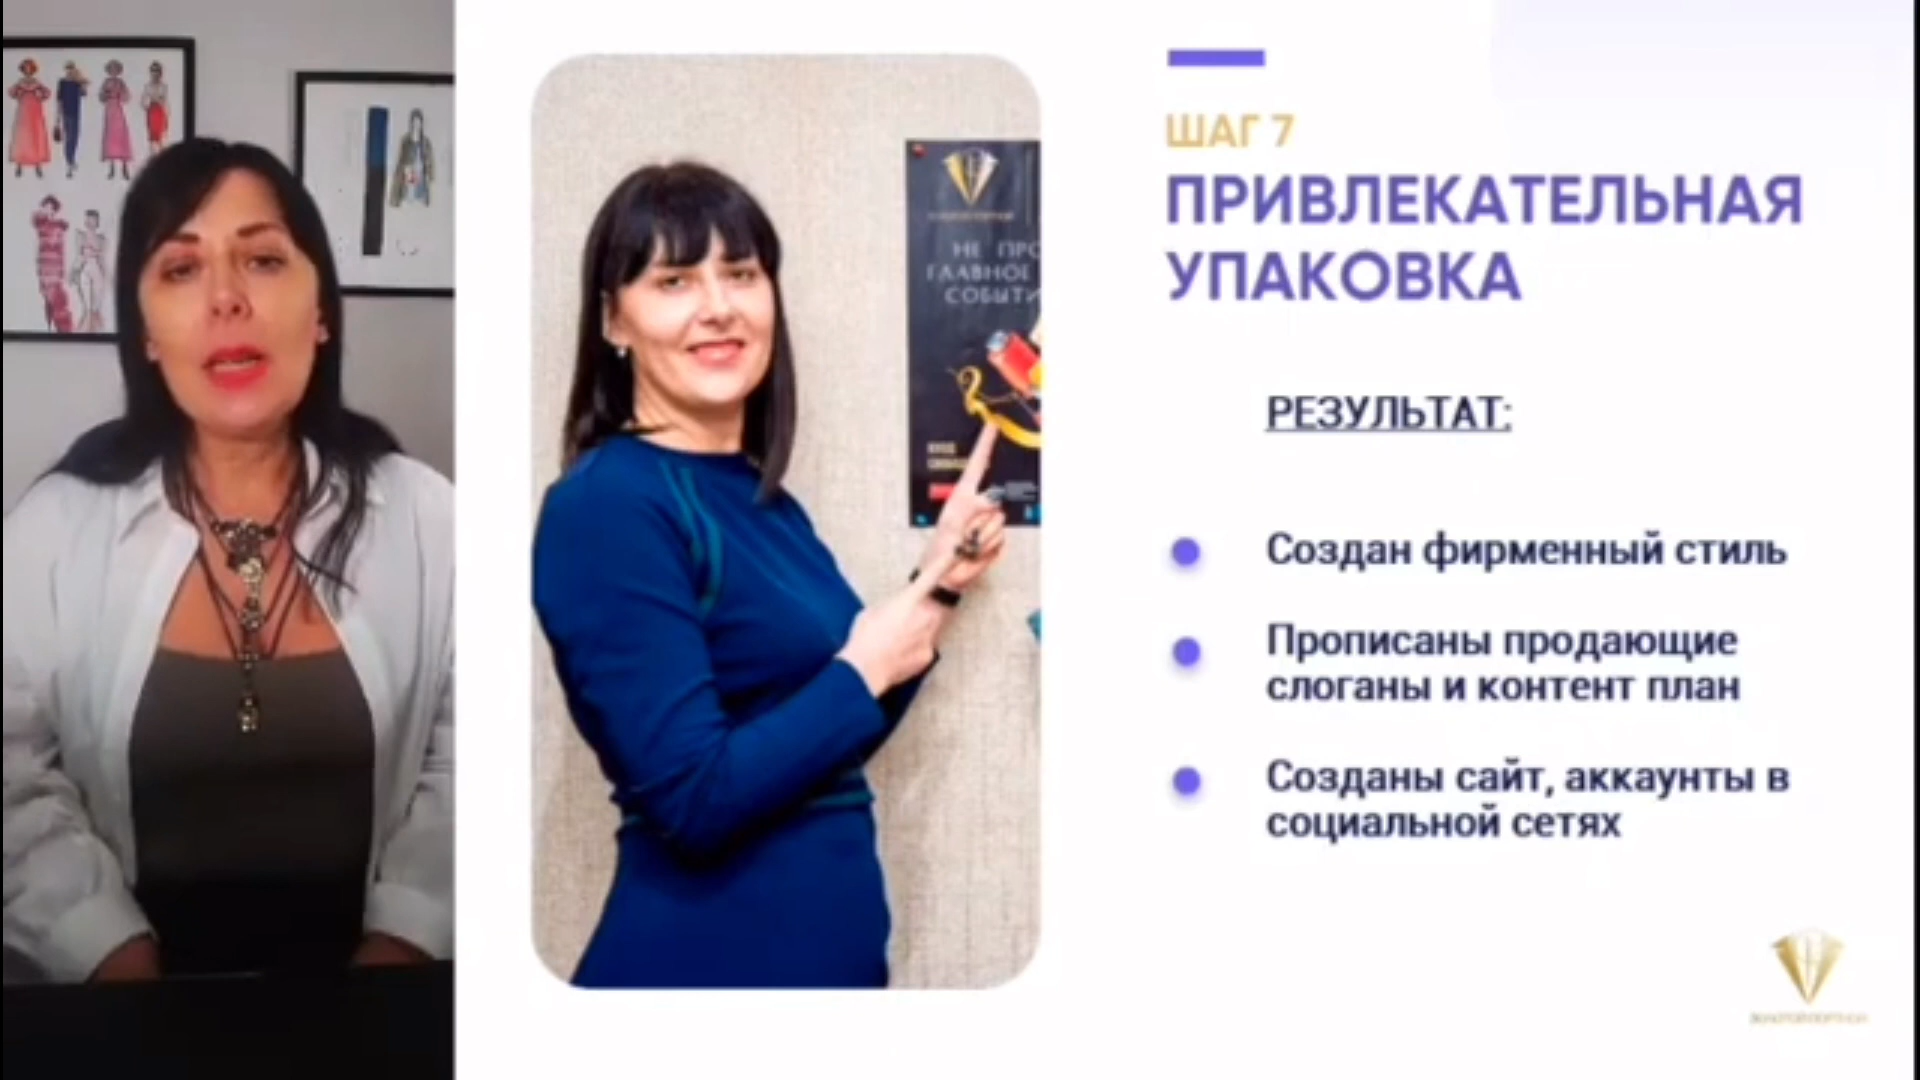 НЕ ПРО
ГЛАВНОЕ
СОБЫТИ
ШАГ 7
ПРИВЛЕКАТЕЛЬНАЯ
УПАКОВКА
РЕЗУЛЬТАТ:
Создан фирменный стиль
Прописаны продающие
слоганы и контент план
Созданы сайт, аккаунты в
социальной сетях